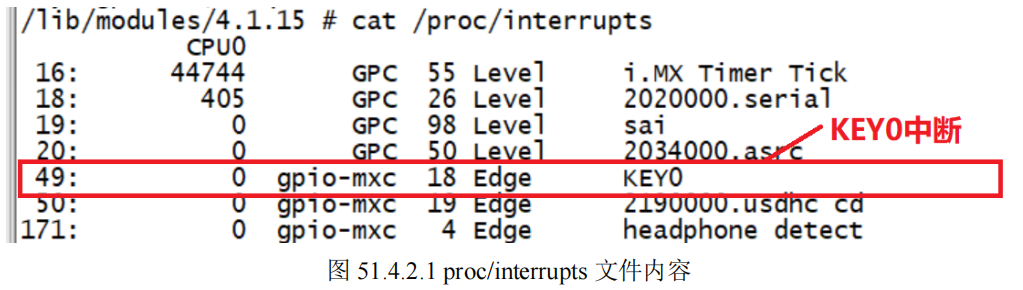 /lib/modules/4.1.15 # cat /proc/interrupts
CPU0
16: 44744 GPC 55 Level i.MX Timer Tick
18: 405 GPC 26 Level 2020000.serial
19: 0 GPC 98 Level sai
KEY0中断
20: 0 GPC 50 Level 2034000.asrc
49: 0 gpio-mxc 18 Edge KEY0
50: 0 gpio-mxc 19 Edge 2190000.usdhc cd
171: 0 gpio-mxc 4 Edge headphone detect
图 51.4.2.1 proc/interrupts 文件内容